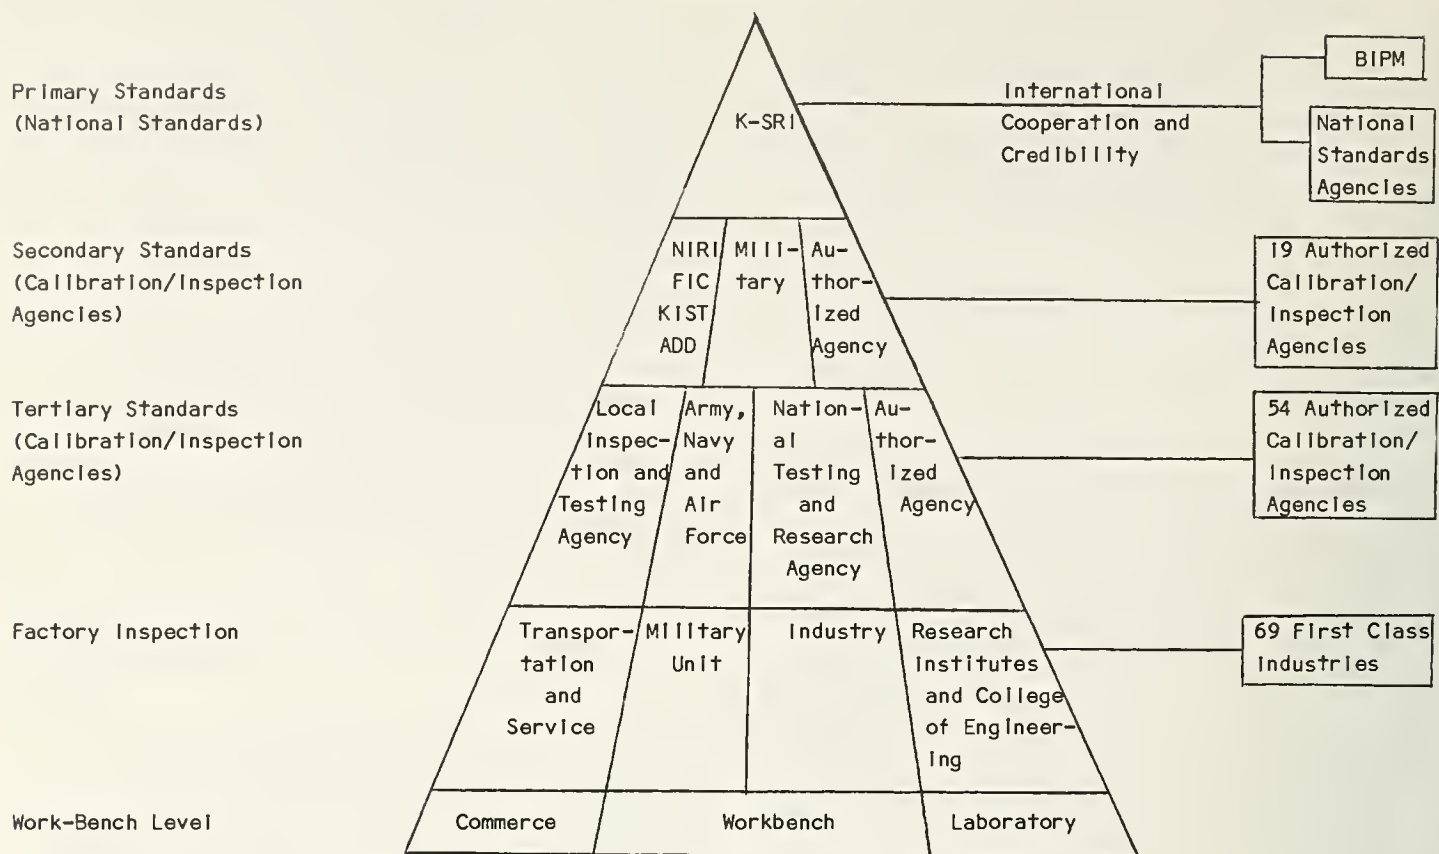 Primary Standards
(National Standards)
K-SRI
International
Cooperation and
Credibility
BIPM
National
Standards
Agencies
Secondary Standards
(Calibration/Inspection
Agencies)
NIRI
FIC
KIST
ADD
Mili-
tary
Au-
thor-
ized
Agency
19 Authorized
Calibration/
Inspection
Agencies
Tertiary Standards
(Calibration/Inspection
Agencies)
Local
Inspec-
tion and
Testing
Agency
Army,
Navy
and
Air
Force
Nation-
al
Testing
and
Research
Agency
Au-
thor-
ized
Agency
54 Authorized
Calibration/
Inspection
Agencies
Factory Inspection
Transpor-
tation
and
Service
Military
Unit
Industry
Research
Institutes
and College
of Engineer-
ing
69 First Class
Industries
Work-Bench Level
Commerce
Workbench
Laboratory